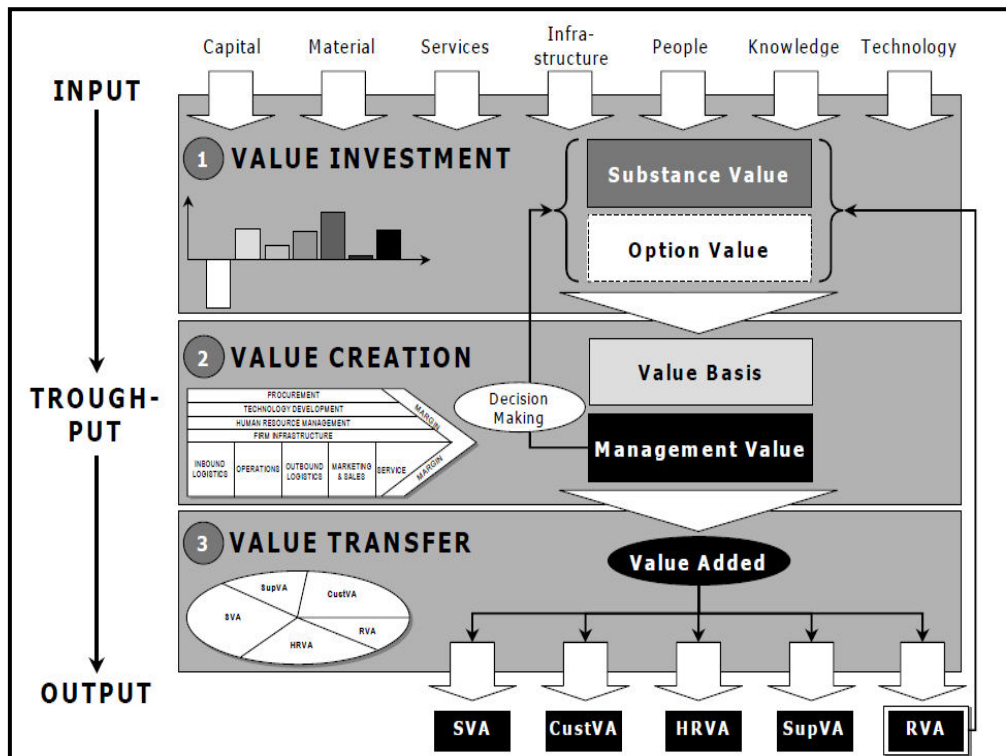 Capital
Material
Services
Infra-
structure
People
Knowledge
Technology
INPUT
1 VALUE INVESTMENT
Substance Value
Option Value
2 VALUE CREATION
Value Basis
TROUGH-
PUT
Decision
Making
Management Value
PROCUREMENT
TECHNOLOGY DEVELOPMENT
HUMAN RESOURCE MANAGEMENT
FIRM INFRASTRUCTURE
MARGIN
INBOUND
LOGISTICS
OPERATIONS
OUTBOUND
LOGISTICS
MARKETING
& SALES
SERVICE
MARGIN
3 VALUE TRANSFER
Value Added
SupVA
CustVA
SVA
RVA
HRVA
OUTPUT
SVA
CustVA
HRVA
SupVA
RVA